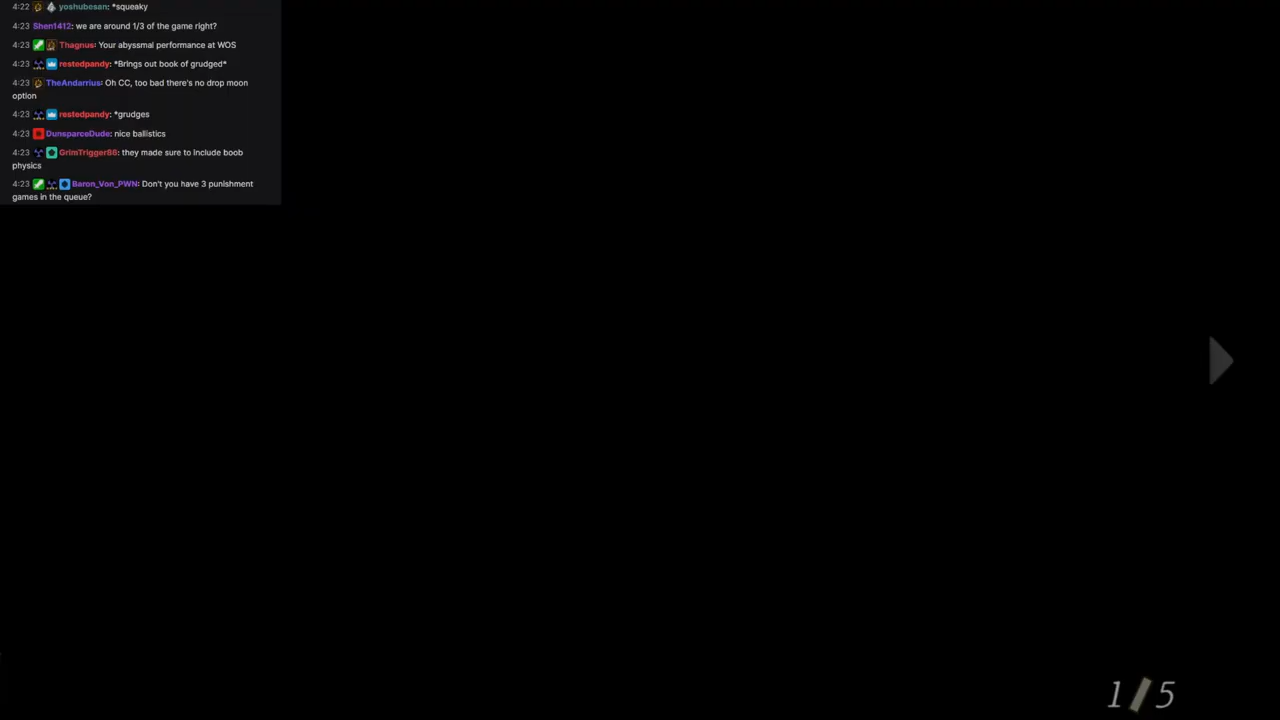 4:22 yoshubesan: *squeaky
4:23 Shen1412: we are around 1/3 of the game right?
4:23 Thagnus: Your abyssmal performance at WOS
4:23 restedpandy: *Brings out book of grudged*
4:23 TheAndarrius: Oh CC, too bad there's no drop moon
option
4:23 restedpandy: *grudges
4:23 DunsparceDude: nice ballistics
4:23 GrimTrigger86: they made sure to include boob
physics
4:23 Baron_Von_PWN: Don't you have 3 punishment
games in the queue?
1/5